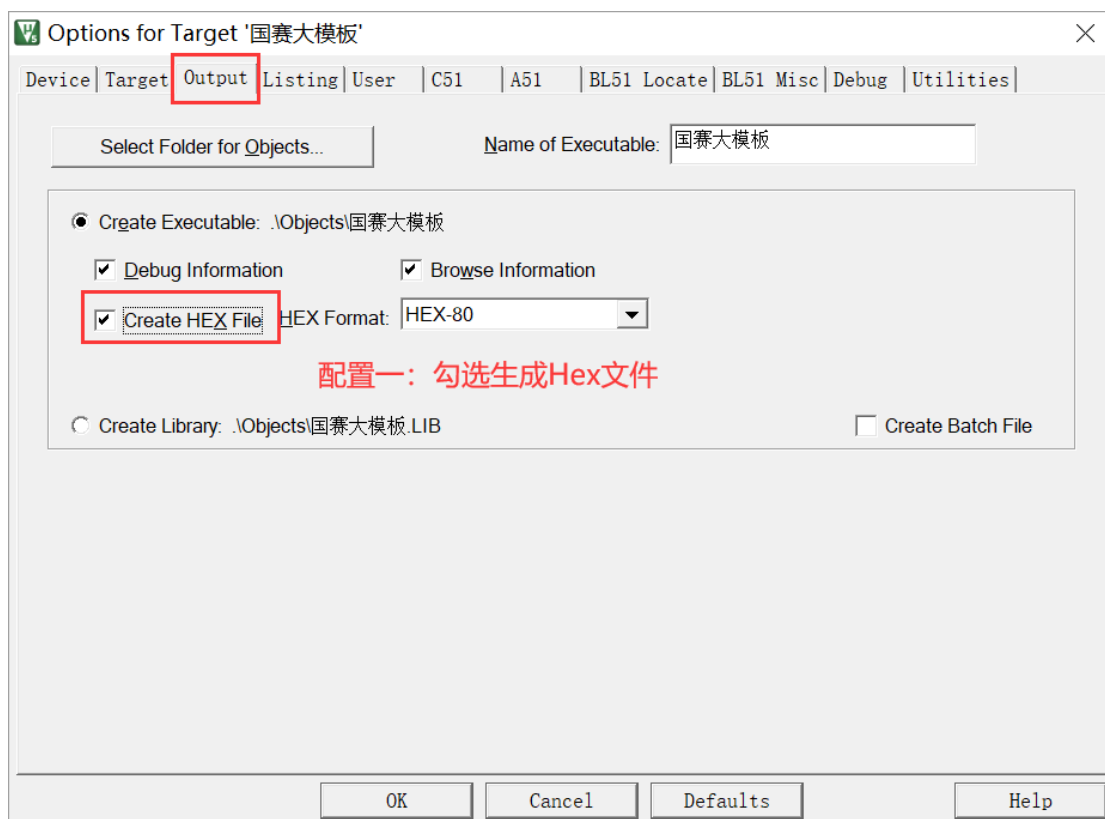 Options for Target '国赛大模板'
Device Target Output Listing User C51 A51 BL51 Locate BL51 Misc Debug Utilities
Select Folder for Objects... Name of Executable: 国赛大模板
Create Executable: .\Objects\国赛大模板
Debug Information Browse Information
Create HEX File HEX Format: HEX-80
配置一：勾选生成Hex文件
Create Library: .\Objects\国赛大模板.LIB Create Batch File
OK Cancel Defaults Help